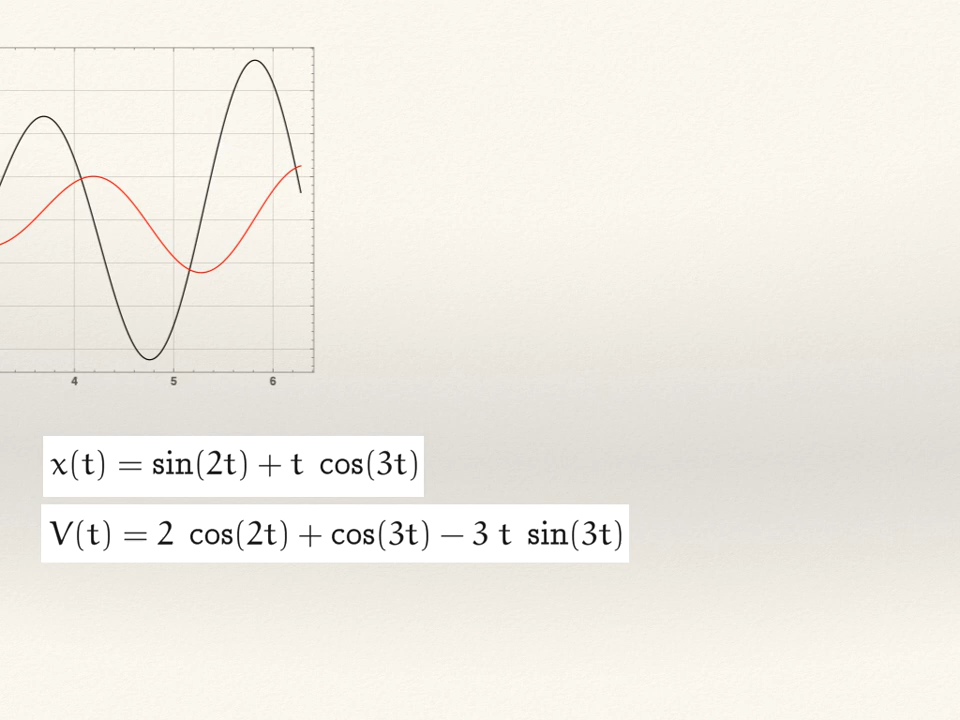 4 5 6
x(t) = sin(2t) + t cos(3t)
V(t) = 2 cos(2t) + cos(3t) − 3 t sin(3t)